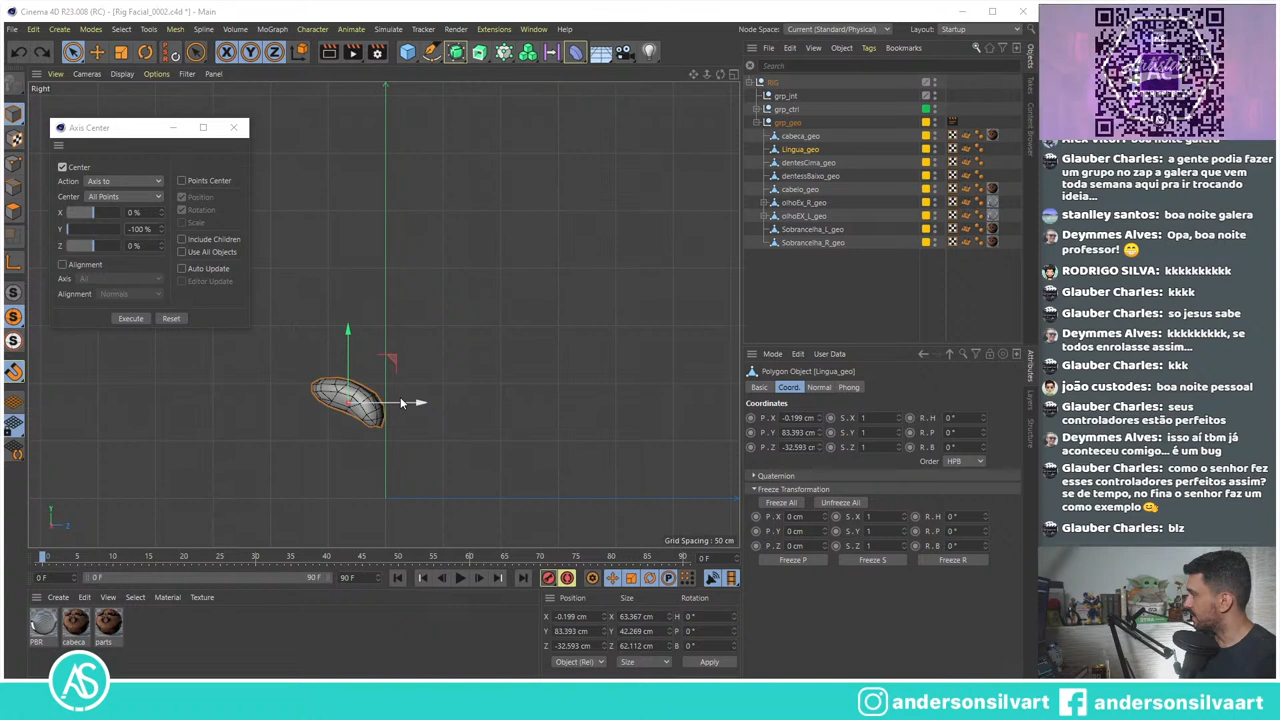 Cinema 4D R23.008 (RC) - [Rig Facial_0002.c4d *] - Main
File Edit Create Modes Select Tools Mesh Spline Volume MoGraph Character Animate Simulate Tracker Render Extensions Window Help
Node Space: Current (Standard/Physical) Layout: Startup
View Cameras Display Options Filter Panel
File Edit View Object Tags Bookmarks
Right
Search
RIG
grp_jnt
grp_ctrl
grp_geo
cabeca_geo
Lingua_geo
dentesCima_geo
dentessBaixo_geo
cabelo_geo
olhoEx_R_geo
olhoEX_L_geo
Sobrancelha_L_geo
Sobrancelha_R_geo
Axis Center
Center
Action Axis to Points Center
Center All Points Position
X 0 % Rotation
Scale
Y -100 %
Z 0 % Include Children
Use All Objects
Alignment Auto Update
Axis All Editor Update
Alignment Normals
Execute Reset
Mode Edit User Data
Polygon Object [Lingua_geo]
Basic Coord. Normal Phong
Coordinates
P . X -0.199 cm S . X 1 R . H 0 °
P . Y 83.393 cm S . Y 1 R . P 0 °
P . Z -32.593 cm S . Z 1 R . B 0 °
Order HPB
Quaternion
Freeze Transformation
Freeze All Unfreeze All
P . X 0 cm S . X 1 R . H 0 °
P . Y 0 cm S . Y 1 R . P 0 °
P . Z 0 cm S . Z 1 R . B 0 °
Freeze P Freeze S Freeze R
Objects
Takes
Content Browser
Attributes
Layers
Structure
Y
Z
Grid Spacing : 50 cm
0 5 10 15 20 25 30 35 40 45 50 55 60 65 70 75 80 85 90 0 F
0 F 0 F 90 F 90 F
Create Edit View Select Material Texture
PBR cabeca parts
Position Size Rotation
X -0.199 cm X 63.367 cm H 0 °
Y 83.393 cm Y 42.269 cm P 0 °
Z -32.593 cm Z 62.112 cm B 0 °
Object (Rel) Size Apply
Glauber Charles: a gente podia fazer
um grupo no zap a galera que vem
toda semana aqui pra ir trocando
ideia...
stanlley santos: boa noite galera
Deymmes Alves: Opa, boa noite
professor! 😁
RODRIGO SILVA: kkkkkkkkkk
Glauber Charles: kkkk
Glauber Charles: so jesus sabe
Deymmes Alves: kkkkkkkkk, se
todos enrolasse assim...
Glauber Charles: kkk
joão custodes: boa noite pessoal
Glauber Charles: seus
controladores estão perfeitos
Deymmes Alves: isso aí tbm já
aconteceu comigo... é um bug
Glauber Charles: como o senhor fez
esses controladores perfeitos assim?
se de tempo, no fina o senhor faz um
como exemplo 😋
Glauber Charles: blz
AS
andersonsilvart andersonsilvaart